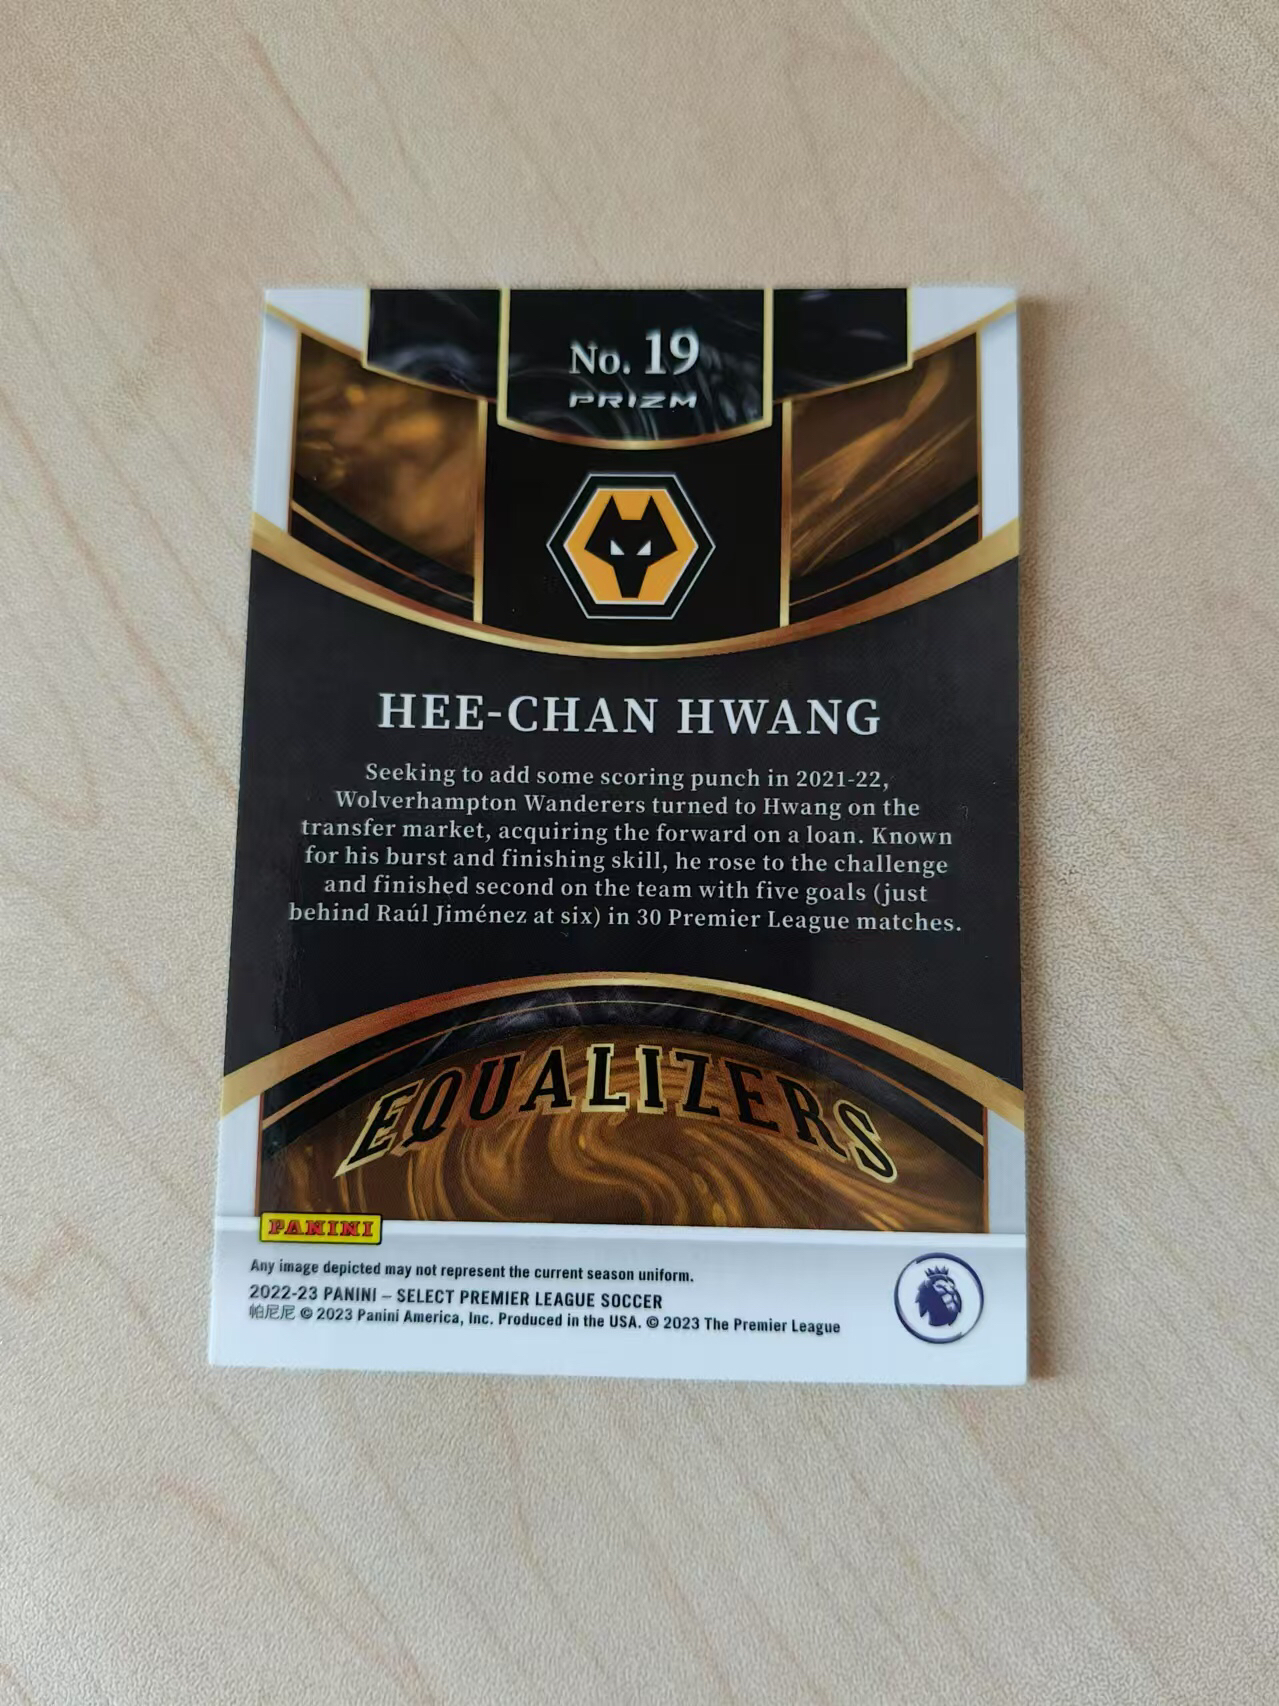 No. 19
PRIZM
HEE-CHAN HWANG
Seeking to add some scoring punch in 2021-22,
Wolverhampton Wanderers turned to Hwang on the
transfer market, acquiring the forward on a loan. Known
for his burst and finishing skill, he rose to the challenge
and finished second on the team with five goals (just
behind Raúl Jiménez at six) in 30 Premier League matches.
EQUALIZERS
PANINI
Any image depicted may not represent the current season uniform.
2022-23 PANINI – SELECT PREMIER LEAGUE SOCCER
帕尼尼 © 2023 Panini America, Inc. Produced in the USA. © 2023 The Premier League